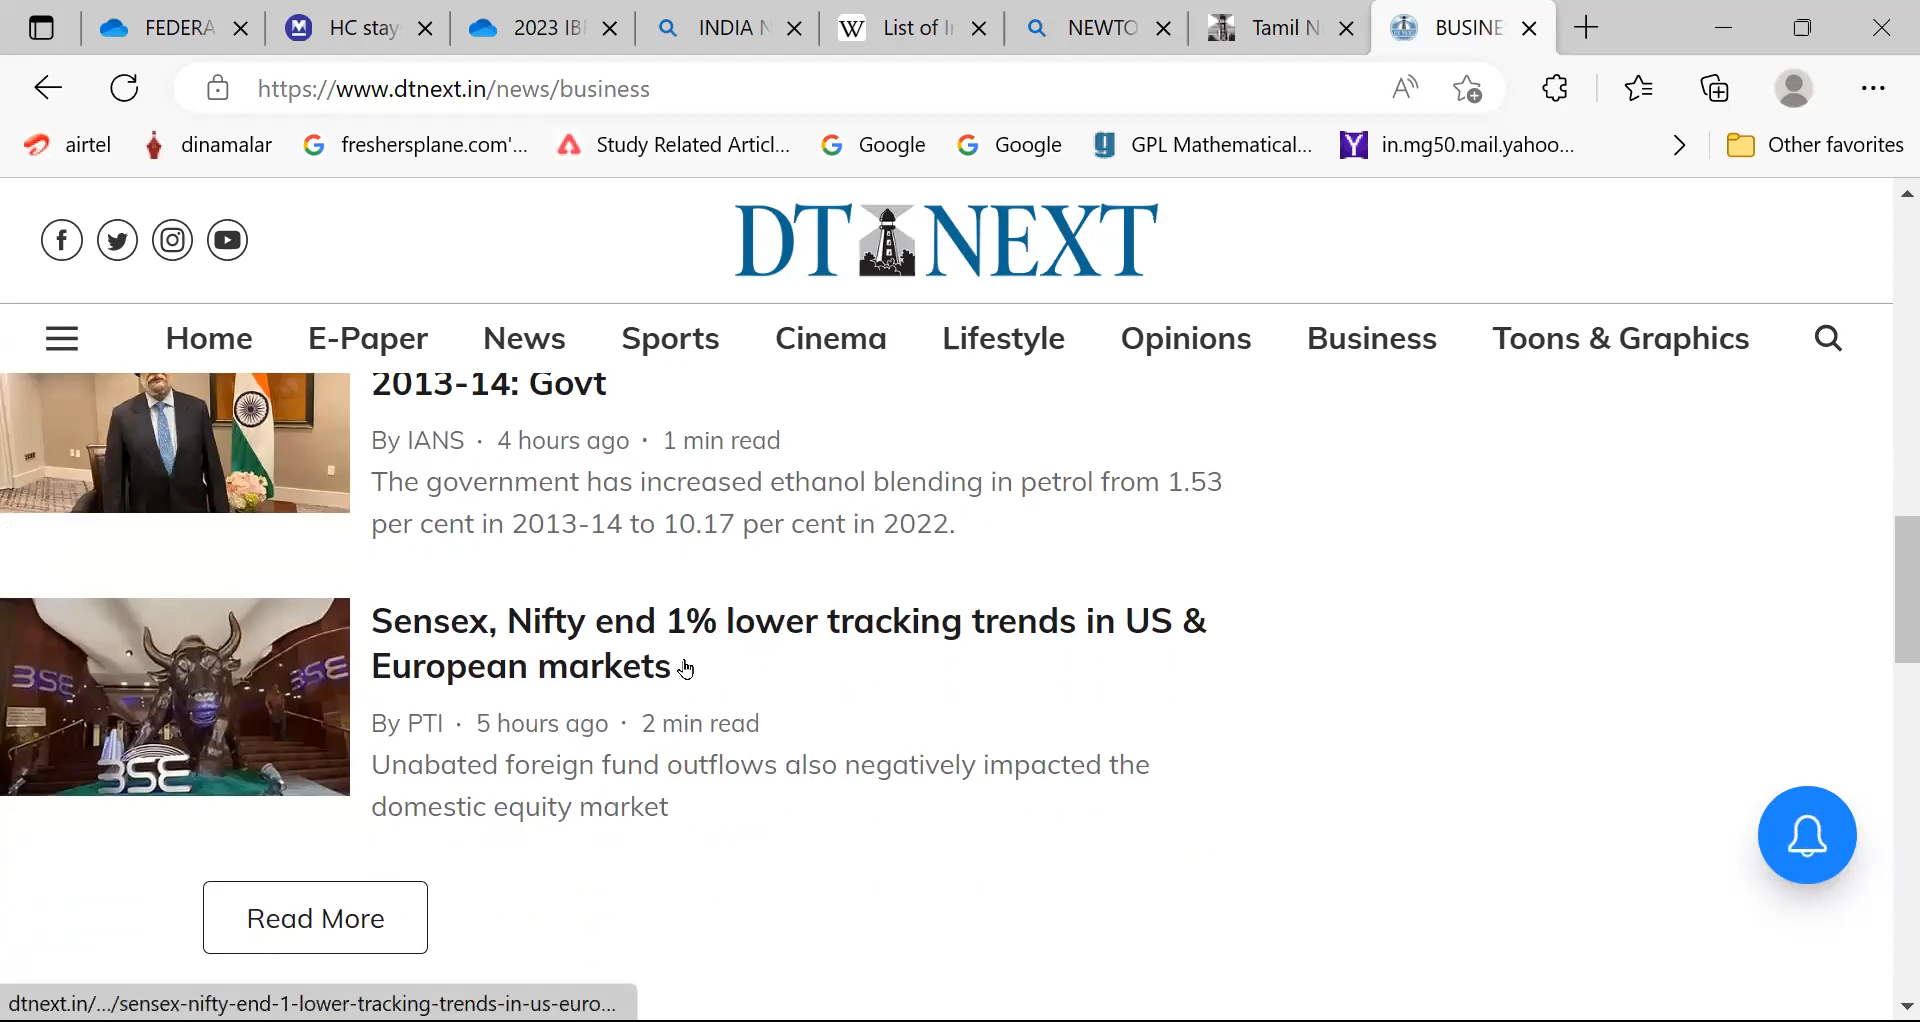 FEDERA HC stay 2023 IB INDIA N List of I NEWTO Tamil N BUSINE
https://www.dtnext.in/news/business
airtel dinamalar freshersplane.com'... Study Related Articl... Google Google GPL Mathematical... in.mg50.mail.yahoo... Other favorites
DT NEXT
Home E-Paper News Sports Cinema Lifestyle Opinions Business Toons & Graphics
2013-14: Govt
By IANS · 4 hours ago · 1 min read
The government has increased ethanol blending in petrol from 1.53
per cent in 2013-14 to 10.17 per cent in 2022.
Sensex, Nifty end 1% lower tracking trends in US &
European markets
By PTI · 5 hours ago · 2 min read
Unabated foreign fund outflows also negatively impacted the
domestic equity market
BSE BSE
BSE
Read More
dtnext.in/.../sensex-nifty-end-1-lower-tracking-trends-in-us-euro...